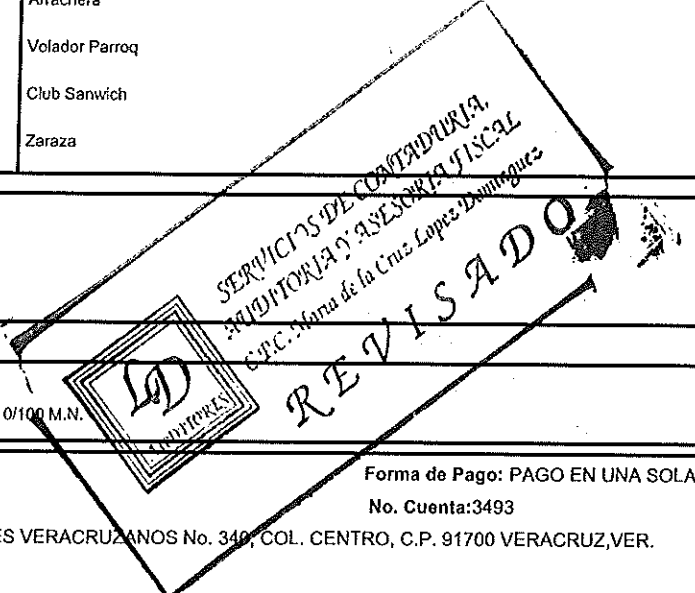 Arrachera
Volador Parroq
Club Sanwich
Zaraza
SERVICIOS DE CONTADURIA,
AUDITORIA Y ASESORIA FISCAL
C.P.C. Maria de la Cruz Lopez Dominguez
REVISADO
LD
AUDITORES
0/100 M.N.
Forma de Pago: PAGO EN UNA SOLA
No. Cuenta:3493
ES VERACRUZANOS No. 340, COL. CENTRO, C.P. 91700 VERACRUZ,VER.